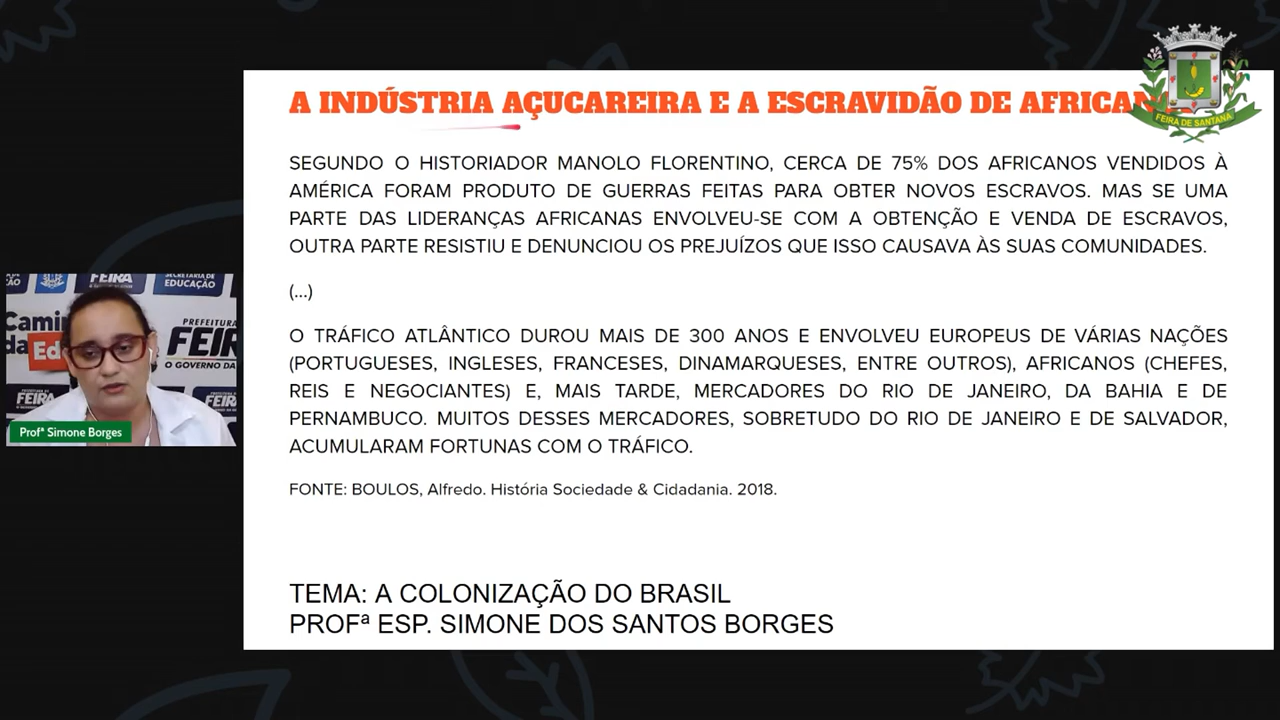 A INDÚSTRIA AÇUCAREIRA E A ESCRAVIDÃO DE
FEIRA DE SANTANA
SEGUNDO O HISTORIADOR MANOLO FLORENTINO, CERCA DE 75% DOS AFRICANOS VENDIDOS À
AMÉRICA FORAM PRODUTO DE GUERRAS FEITAS PARA OBTER NOVOS ESCRAVOS. MAS SE UMA
PARTE DAS LIDERANÇAS AFRICANAS ENVOLVEU-SE COM A OBTENÇÃO E VENDA DE ESCRAVOS,
OUTRA PARTE RESISTIU E DENUNCIOU OS PREJUÍZOS QUE ISSO CAUSAVA ÀS SUAS COMUNIDADES.
(...)
O TRÁFICO ATLÂNTICO DUROU MAIS DE 300 ANOS E ENVOLVEU EUROPEUS DE VÁRIAS NAÇÕES
(PORTUGUESES, INGLESES, FRANCESES, DINAMARQUESES, ENTRE OUTROS), AFRICANOS (CHEFES,
REIS E NEGOCIANTES) E, MAIS TARDE, MERCADORES DO RIO DE JANEIRO, DA BAHIA E DE
PERNAMBUCO. MUITOS DESSES MERCADORES, SOBRETUDO DO RIO DE JANEIRO E DE SALVADOR,
ACUMULARAM FORTUNAS COM O TRÁFICO.
FONTE: BOULOS, Alfredo. História Sociedade & Cidadania. 2018.
TEMA: A COLONIZAÇÃO DO BRASIL
PROFª ESP. SIMONE DOS SANTOS BORGES
FEIRA
SECRETARIA DE
EDUCAÇÃO
PREFEITURA
FEIR
O GOVERNO DA
Profª Simone Borges